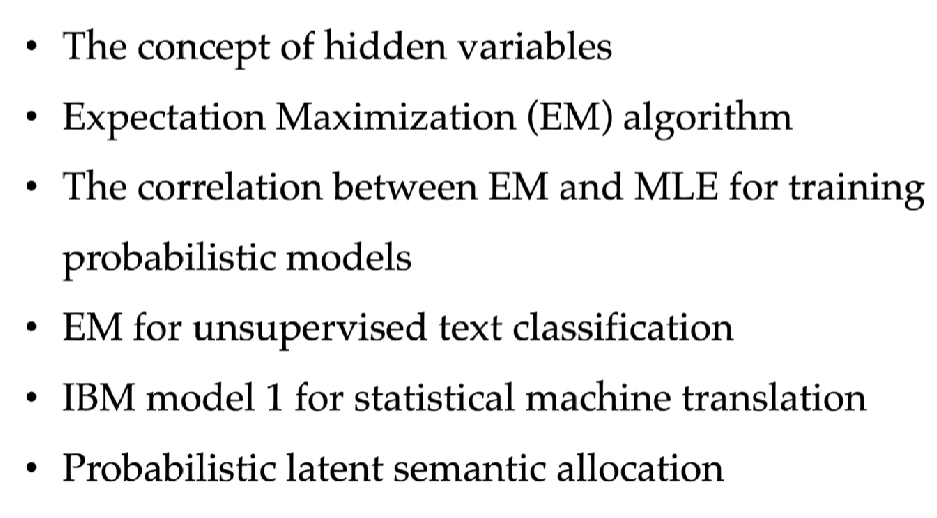 • The concept of hidden variables
• Expectation Maximization (EM) algorithm
• The correlation between EM and MLE for training
probabilistic models
• EM for unsupervised text classification
• IBM model 1 for statistical machine translation
• Probabilistic latent semantic allocation